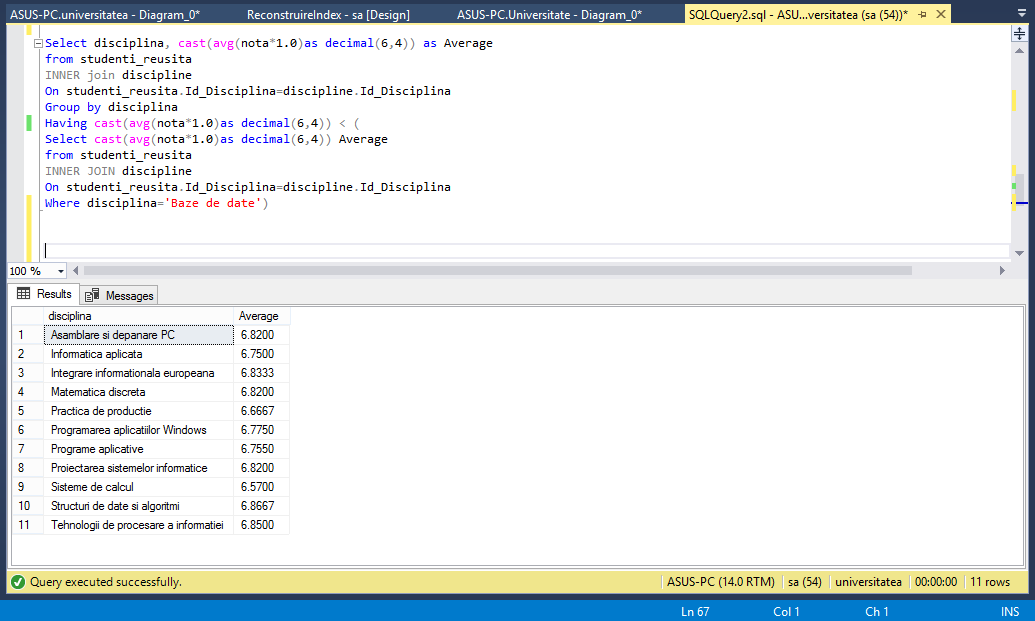 ASUS-PC.universitatea - Diagram_0* ReconstruireIndex - sa [Design] ASUS-PC.Universitate - Diagram_0* SQLQuery2.sql - ASU...versitatea (sa (54))*
Select disciplina, cast(avg(nota*1.0)as decimal(6,4)) as Average
from studenti_reusita
INNER join discipline
On studenti_reusita.Id_Disciplina=discipline.Id_Disciplina
Group by disciplina
Having cast(avg(nota*1.0)as decimal(6,4)) < (
Select cast(avg(nota*1.0)as decimal(6,4)) Average
from studenti_reusita
INNER JOIN discipline
On studenti_reusita.Id_Disciplina=discipline.Id_Disciplina
Where disciplina='Baze de date')
100 %
Results Messages
disciplina Average
1 Asamblare si depanare PC 6.8200
2 Informatica aplicata 6.7500
3 Integrare informationala europeana 6.8333
4 Matematica discreta 6.8200
5 Practica de productie 6.6667
6 Programarea aplicatiilor Windows 6.7750
7 Programe aplicative 6.7550
8 Proiectarea sistemelor informatice 6.8200
9 Sisteme de calcul 6.5700
10 Structuri de date si algoritmi 6.8667
11 Tehnologii de procesare a informatiei 6.8500
Query executed successfully. ASUS-PC (14.0 RTM) sa (54) universitatea 00:00:00 11 rows
Ln 67 Col 1 Ch 1 INS